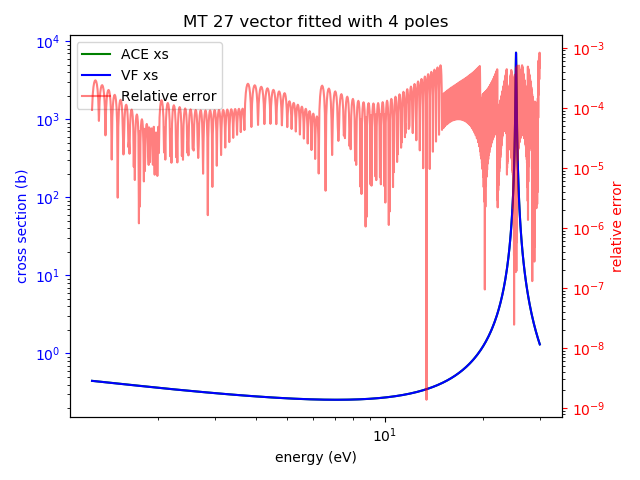 MT 27 vector fitted with 4 poles
ACE xs
VF xs
Relative error
cross section (b)
10⁴
10³
10²
10¹
10⁰
10⁻³
10⁻⁴
10⁻⁵
10⁻⁶
10⁻⁷
10⁻⁸
10⁻⁹
relative error
10¹
energy (eV)